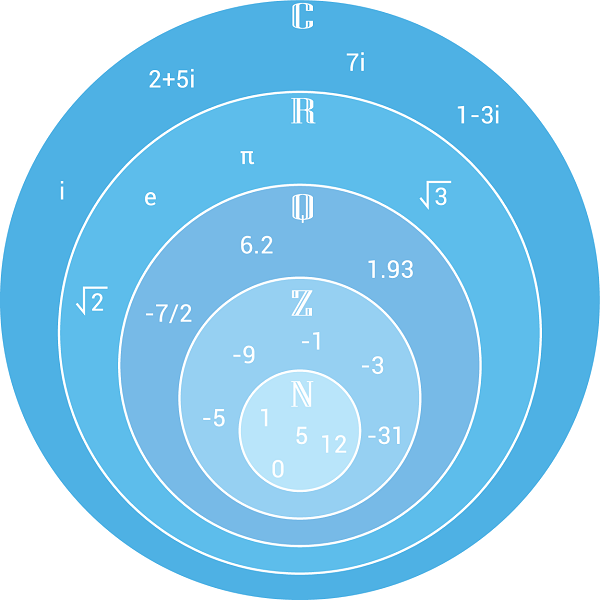 ℂ
7i
2+5i
ℝ
1-3i
π
i
e
√3
ℚ
6.2
1.93
√2
-7/2
ℤ
-1
-9
-3
ℕ
-5
1
5
12
-31
0